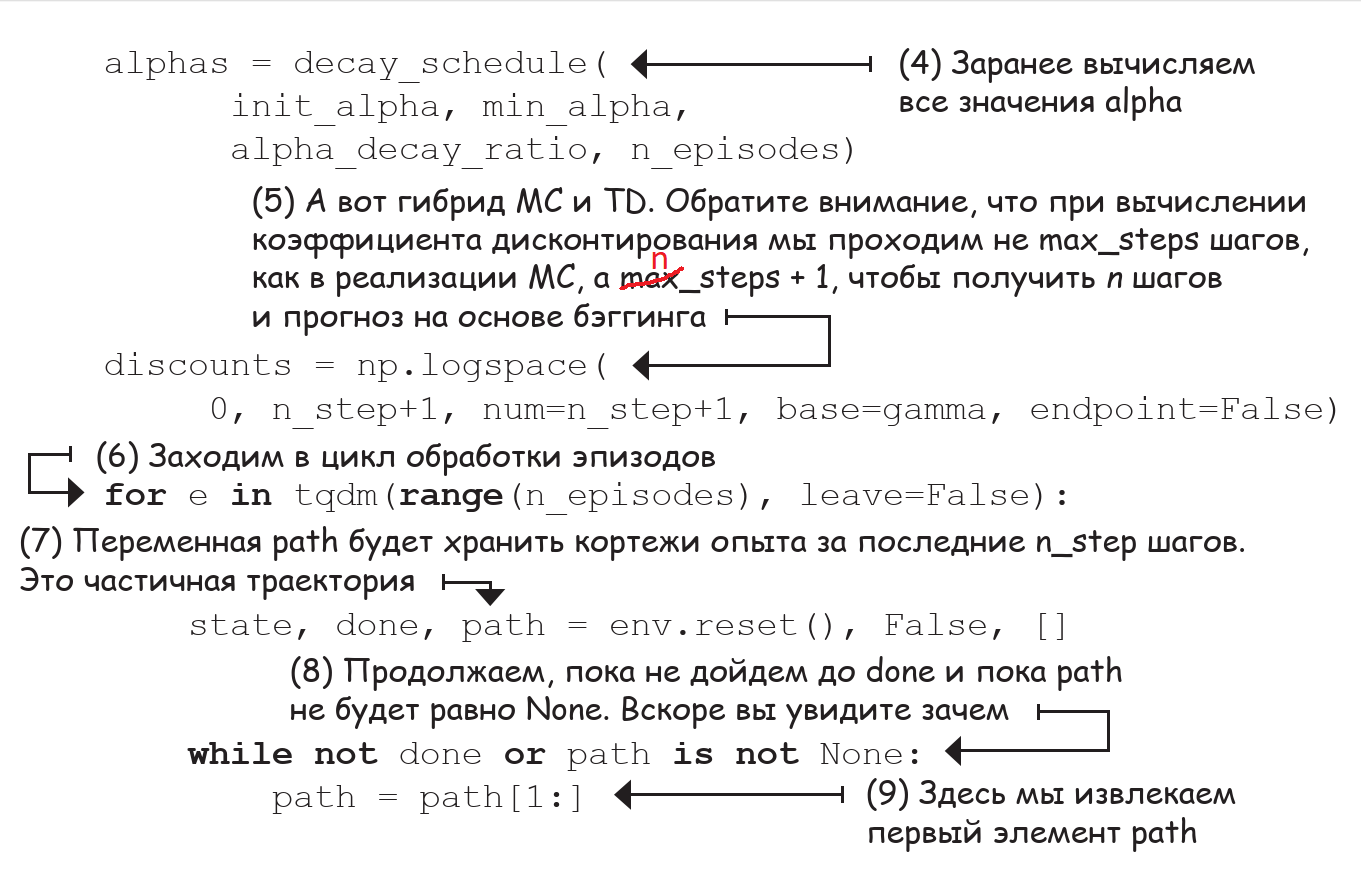 alphas = decay_schedule(
(4) Заранее вычисляем
все значения alpha
init_alpha, min_alpha,
alpha_decay_ratio, n_episodes)
(5) А вот гибрид MC и TD. Обратите внимание, что при вычислении
коэффициента дисконтирования мы проходим не max_steps шагов,
n
как в реализации MC, а max_steps + 1, чтобы получить n шагов
и прогноз на основе бэггинга
discounts = np.logspace(
0, n_step+1, num=n_step+1, base=gamma, endpoint=False)
(6) Заходим в цикл обработки эпизодов
for e in tqdm(range(n_episodes), leave=False):
(7) Переменная path будет хранить кортежи опыта за последние n_step шагов.
Это частичная траектория
state, done, path = env.reset(), False, []
(8) Продолжаем, пока не дойдем до done и пока path
не будет равно None. Вскоре вы увидите зачем
while not done or path is not None:
path = path[1:]
(9) Здесь мы извлекаем
первый элемент path